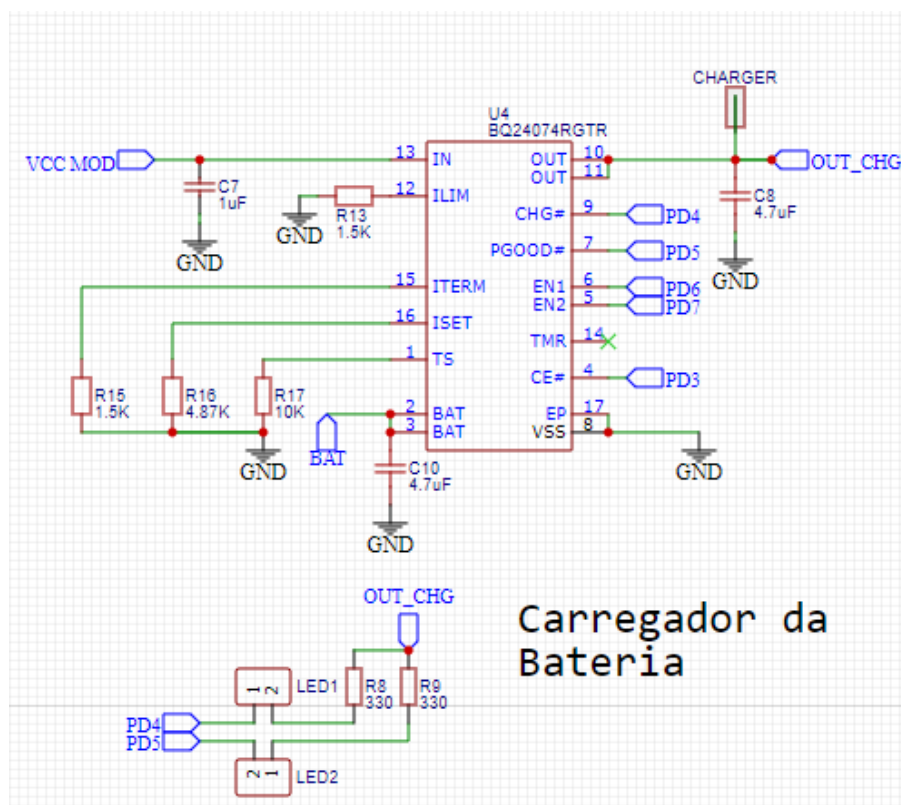 CHARGER
U4
BQ24074RGTR
VCC MOD
13
IN
OUT
10
OUT
11
OUT_CHG
C7
1uF
12
ILIM
R13
1.5K
GND
GND
CHG#
9
PD4
C8
4.7uF
GND
PGOOD#
7
PD5
15
ITERM
EN1
6
PD6
EN2
5
PD7
16
ISET
TMR
14
1
TS
CE#
4
PD3
R15
1.5K
R16
4.87K
R17
10K
2
BAT
EP
17
3
BAT
VSS
8
BAT
GND
GND
C10
4.7uF
GND
OUT_CHG
Carregador da
Bateria
1
2
LED1
R8
330
R9
330
PD4
PD5
2
1
LED2